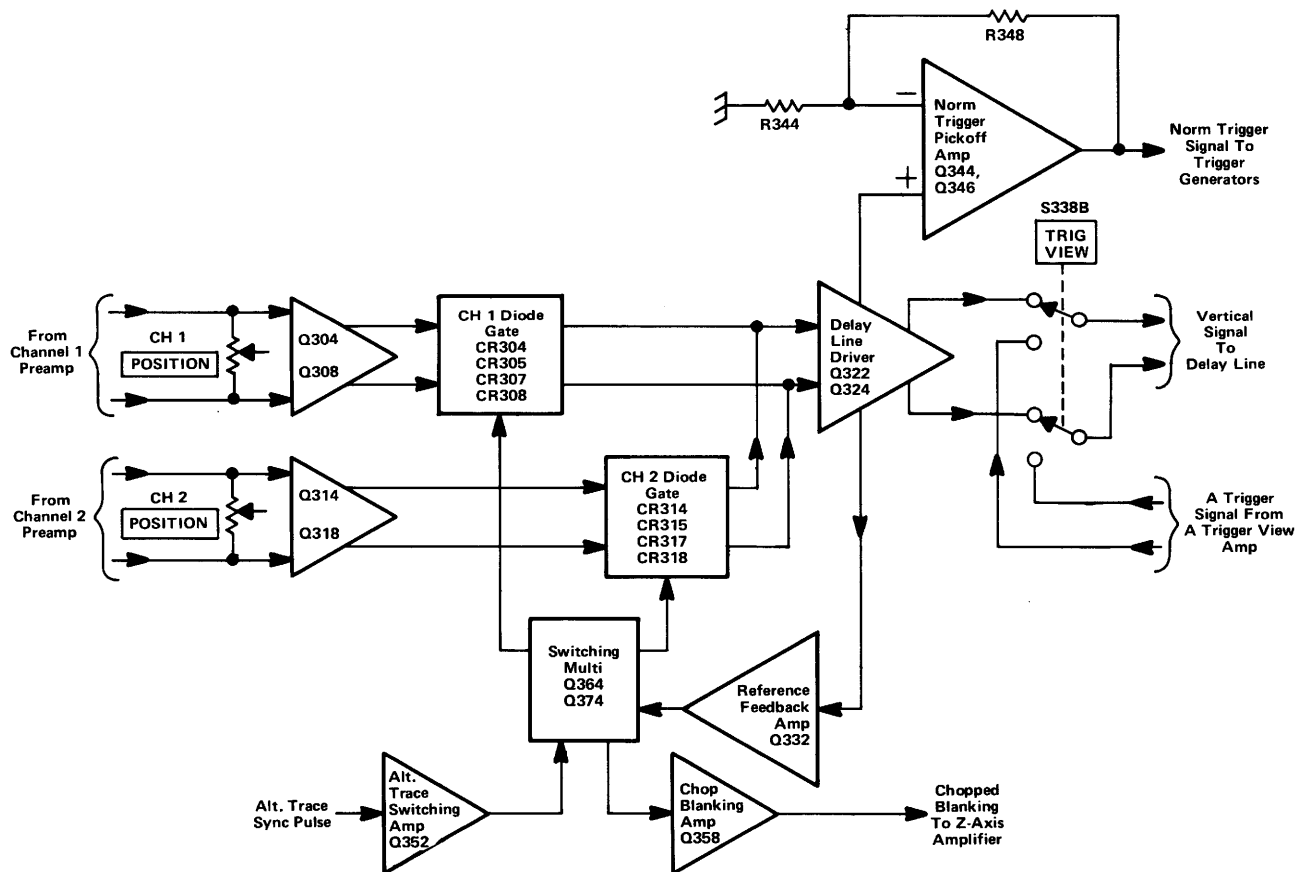 R348
R344
−
+
Norm
Trigger
Pickoff
Amp
Q344,
Q346
Norm Trigger
Signal To
Trigger
Generators
S338B
TRIG
VIEW
From
Channel 1
Preamp
CH 1
POSITION
Q304
Q308
CH 1 Diode
Gate
CR304
CR305
CR307
CR308
Delay
Line
Driver
Q322
Q324
Vertical
Signal
To
Delay Line
From
Channel 2
Preamp
CH 2
POSITION
Q314
Q318
CH 2 Diode
Gate
CR314
CR315
CR317
CR318
A Trigger
Signal From
A Trigger View
Amp
Switching
Multi
Q364
Q374
Reference
Feedback
Amp
Q332
Alt. Trace
Sync Pulse
Alt.
Trace
Switching
Amp
Q352
Chop
Blanking
Amp
Q358
Chopped
Blanking
To Z-Axis
Amplifier